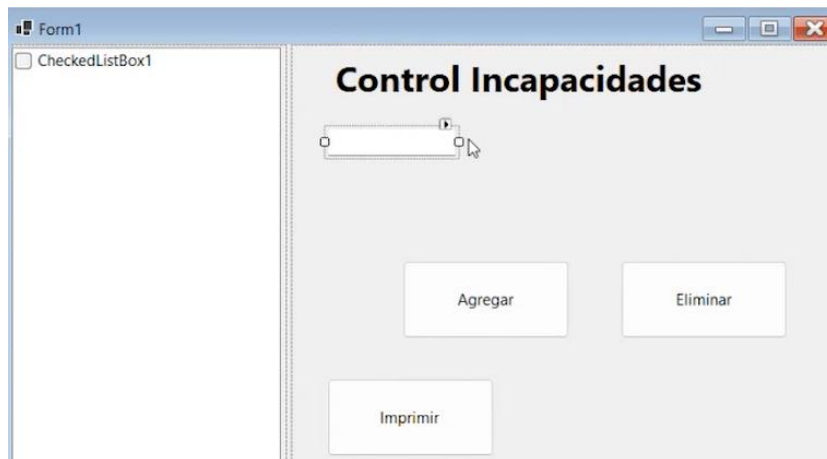 Form1
CheckedListBox1
Control Incapacidades
Agregar
Eliminar
Imprimir